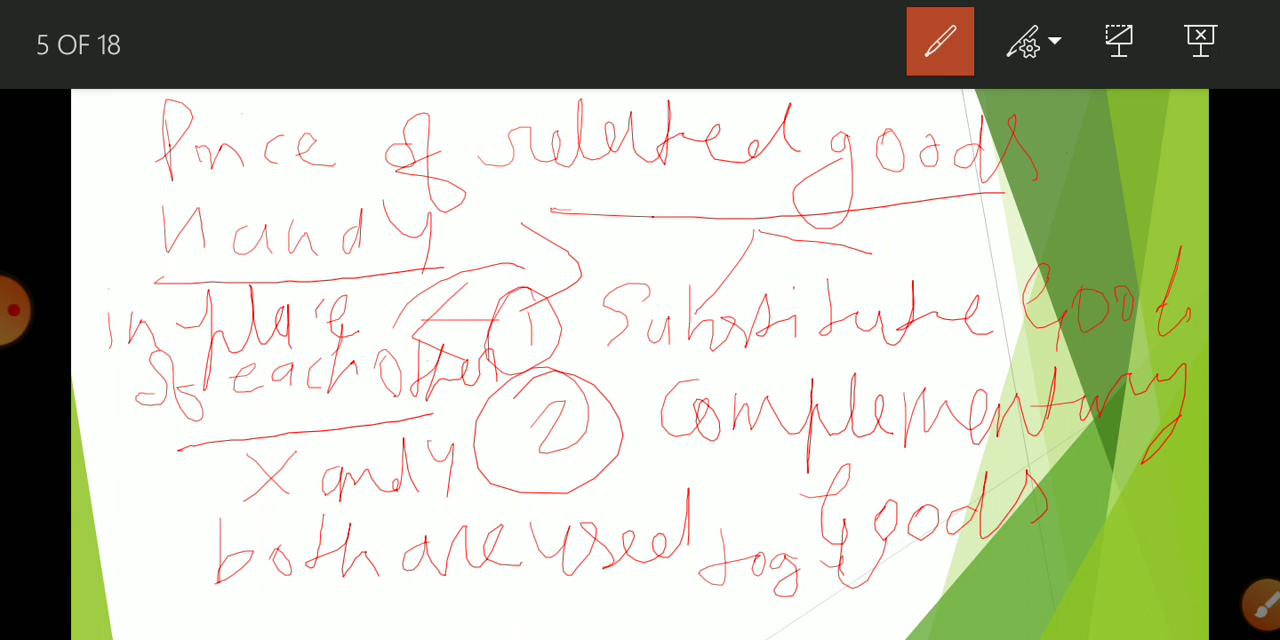 5 OF 18
Price of related goods
X and Y
in place
of each other
1 Substitute Goods
2 Complementary
Goods
X and Y
both are used tog